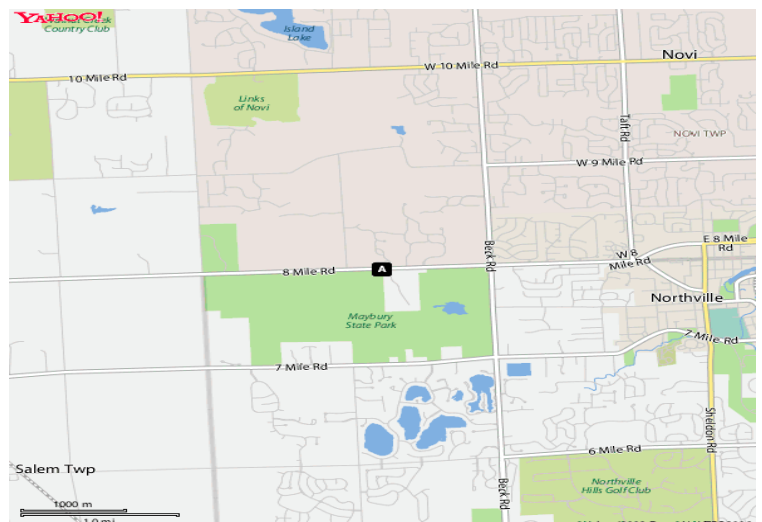 YAHOO!
Country Club
Island
Lake
Novi
W 10 Mile Rd
10 Mile Rd
Links
of Novi
Taft Rd
NOVI TWP
W 9 Mile Rd
Beck Rd
E 8 Mile
Rd
W 8
Mile Rd
A
8 Mile Rd
Northville
Maybury
State Park
7 Mile Rd
7 Mile Rd
Sheldon Rd
6 Mile Rd
Salem Twp
Northville
Hills Golf Club
Beck Rd
1000 m
1.0 mi